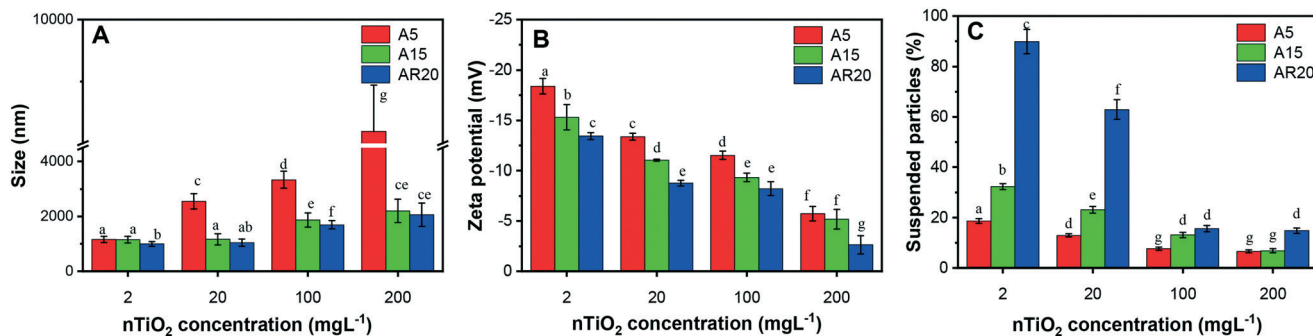 A
A5
A15
AR20
Size (nm)
10000
4000
2000
0
a a b
c a ab
d e f
g ce ce
2 20 100 200
nTiO₂ concentration (mgL⁻¹)
B
A5
A15
AR20
Zeta potential (mV)
-25
-20
-15
-10
-5
0
a b c
c d e
d e e
f f g
2 20 100 200
nTiO₂ concentration (mgL⁻¹)
C
A5
A15
AR20
Suspended particles (%)
100
80
60
40
20
0
a b c
d e f
g d d
g g d
2 20 100 200
nTiO₂ concentration (mgL⁻¹)